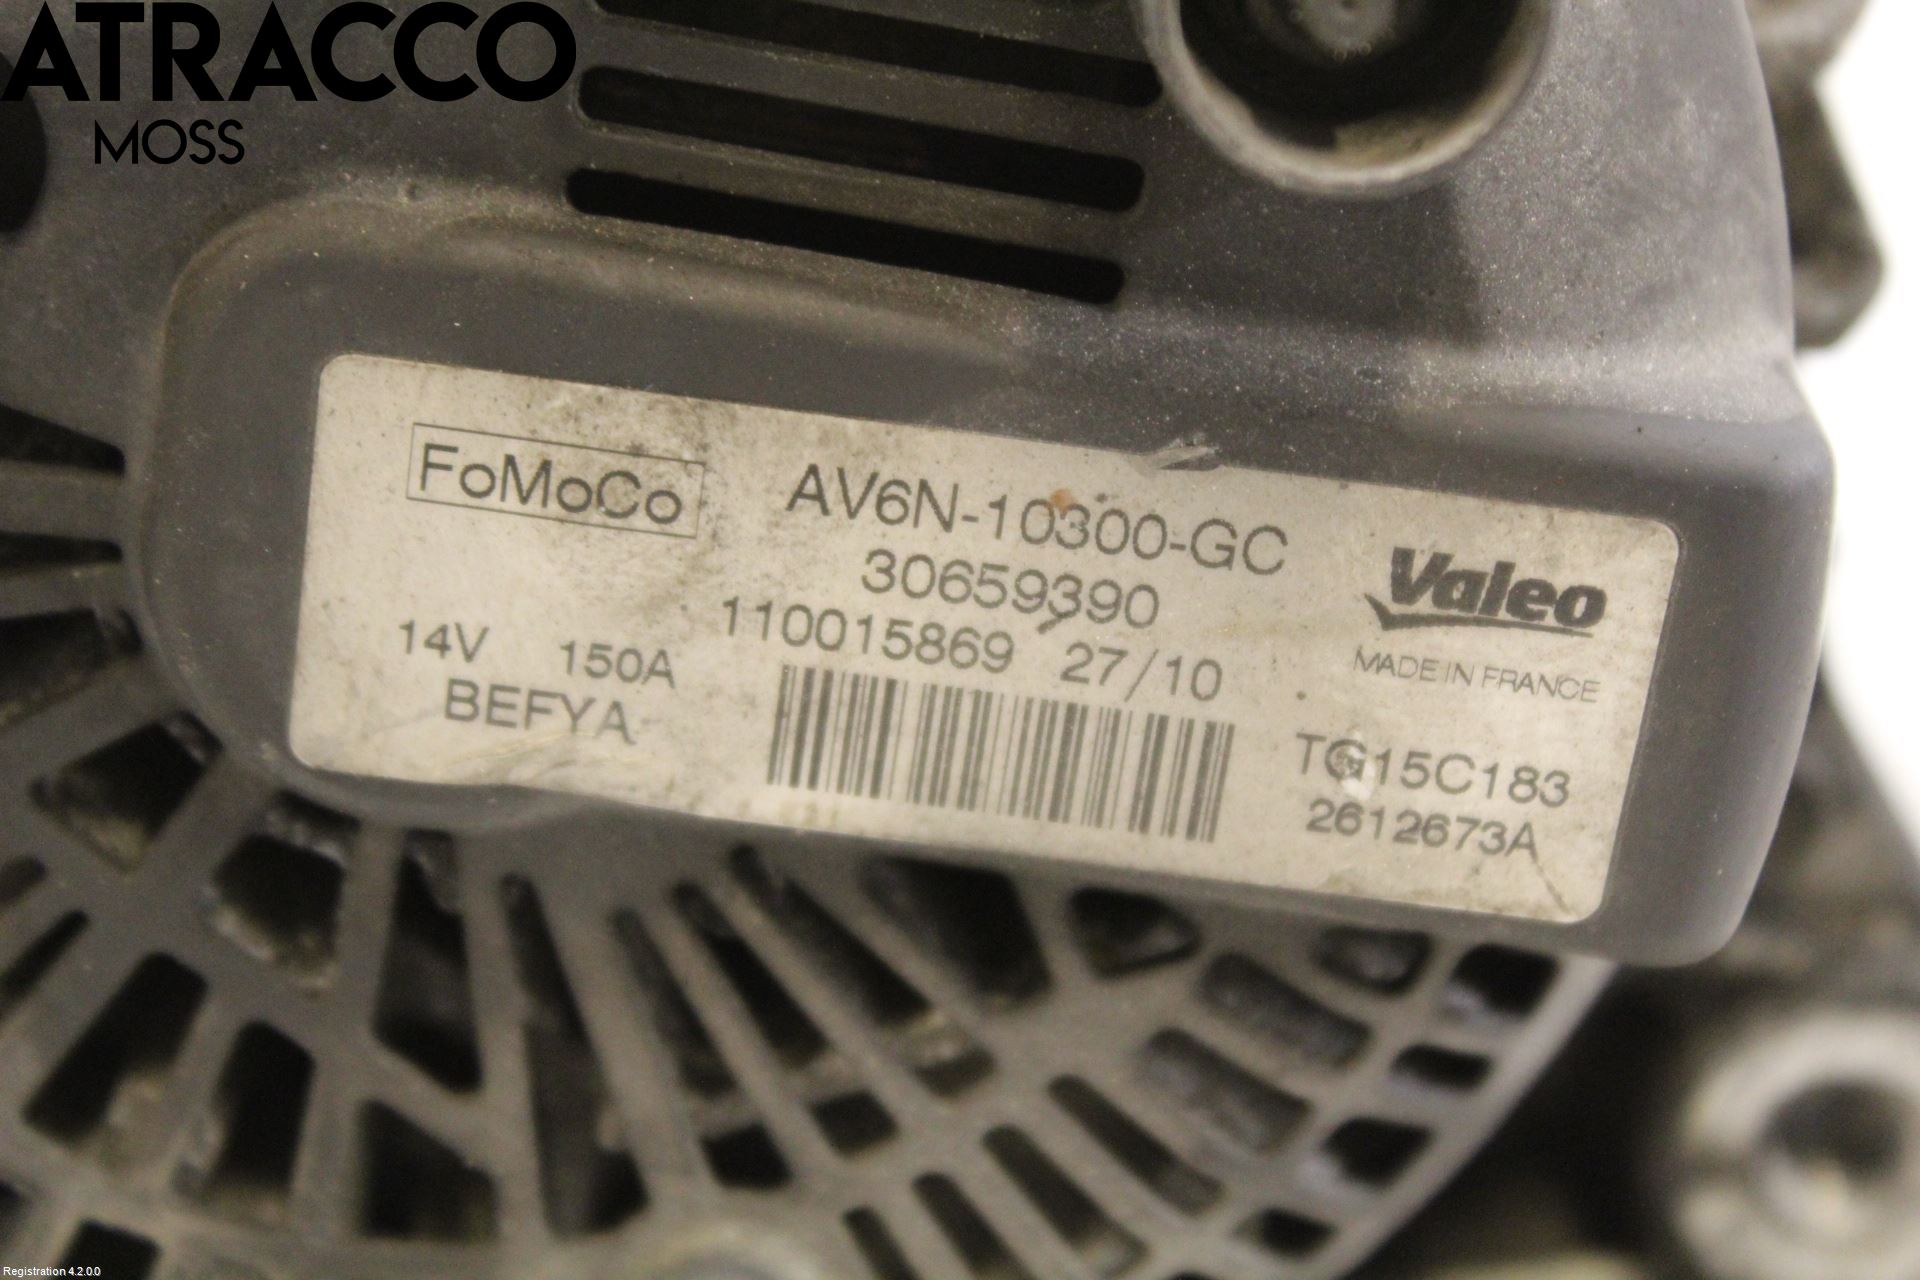 ATRACCO
MOSS
FoMoCo
AV6N-10300-GC
30659390
110015869 27/10
14V 150A
BEFYA
Valeo
MADE IN FRANCE
TG15C183
2612673A
Registration 4.2.0.0